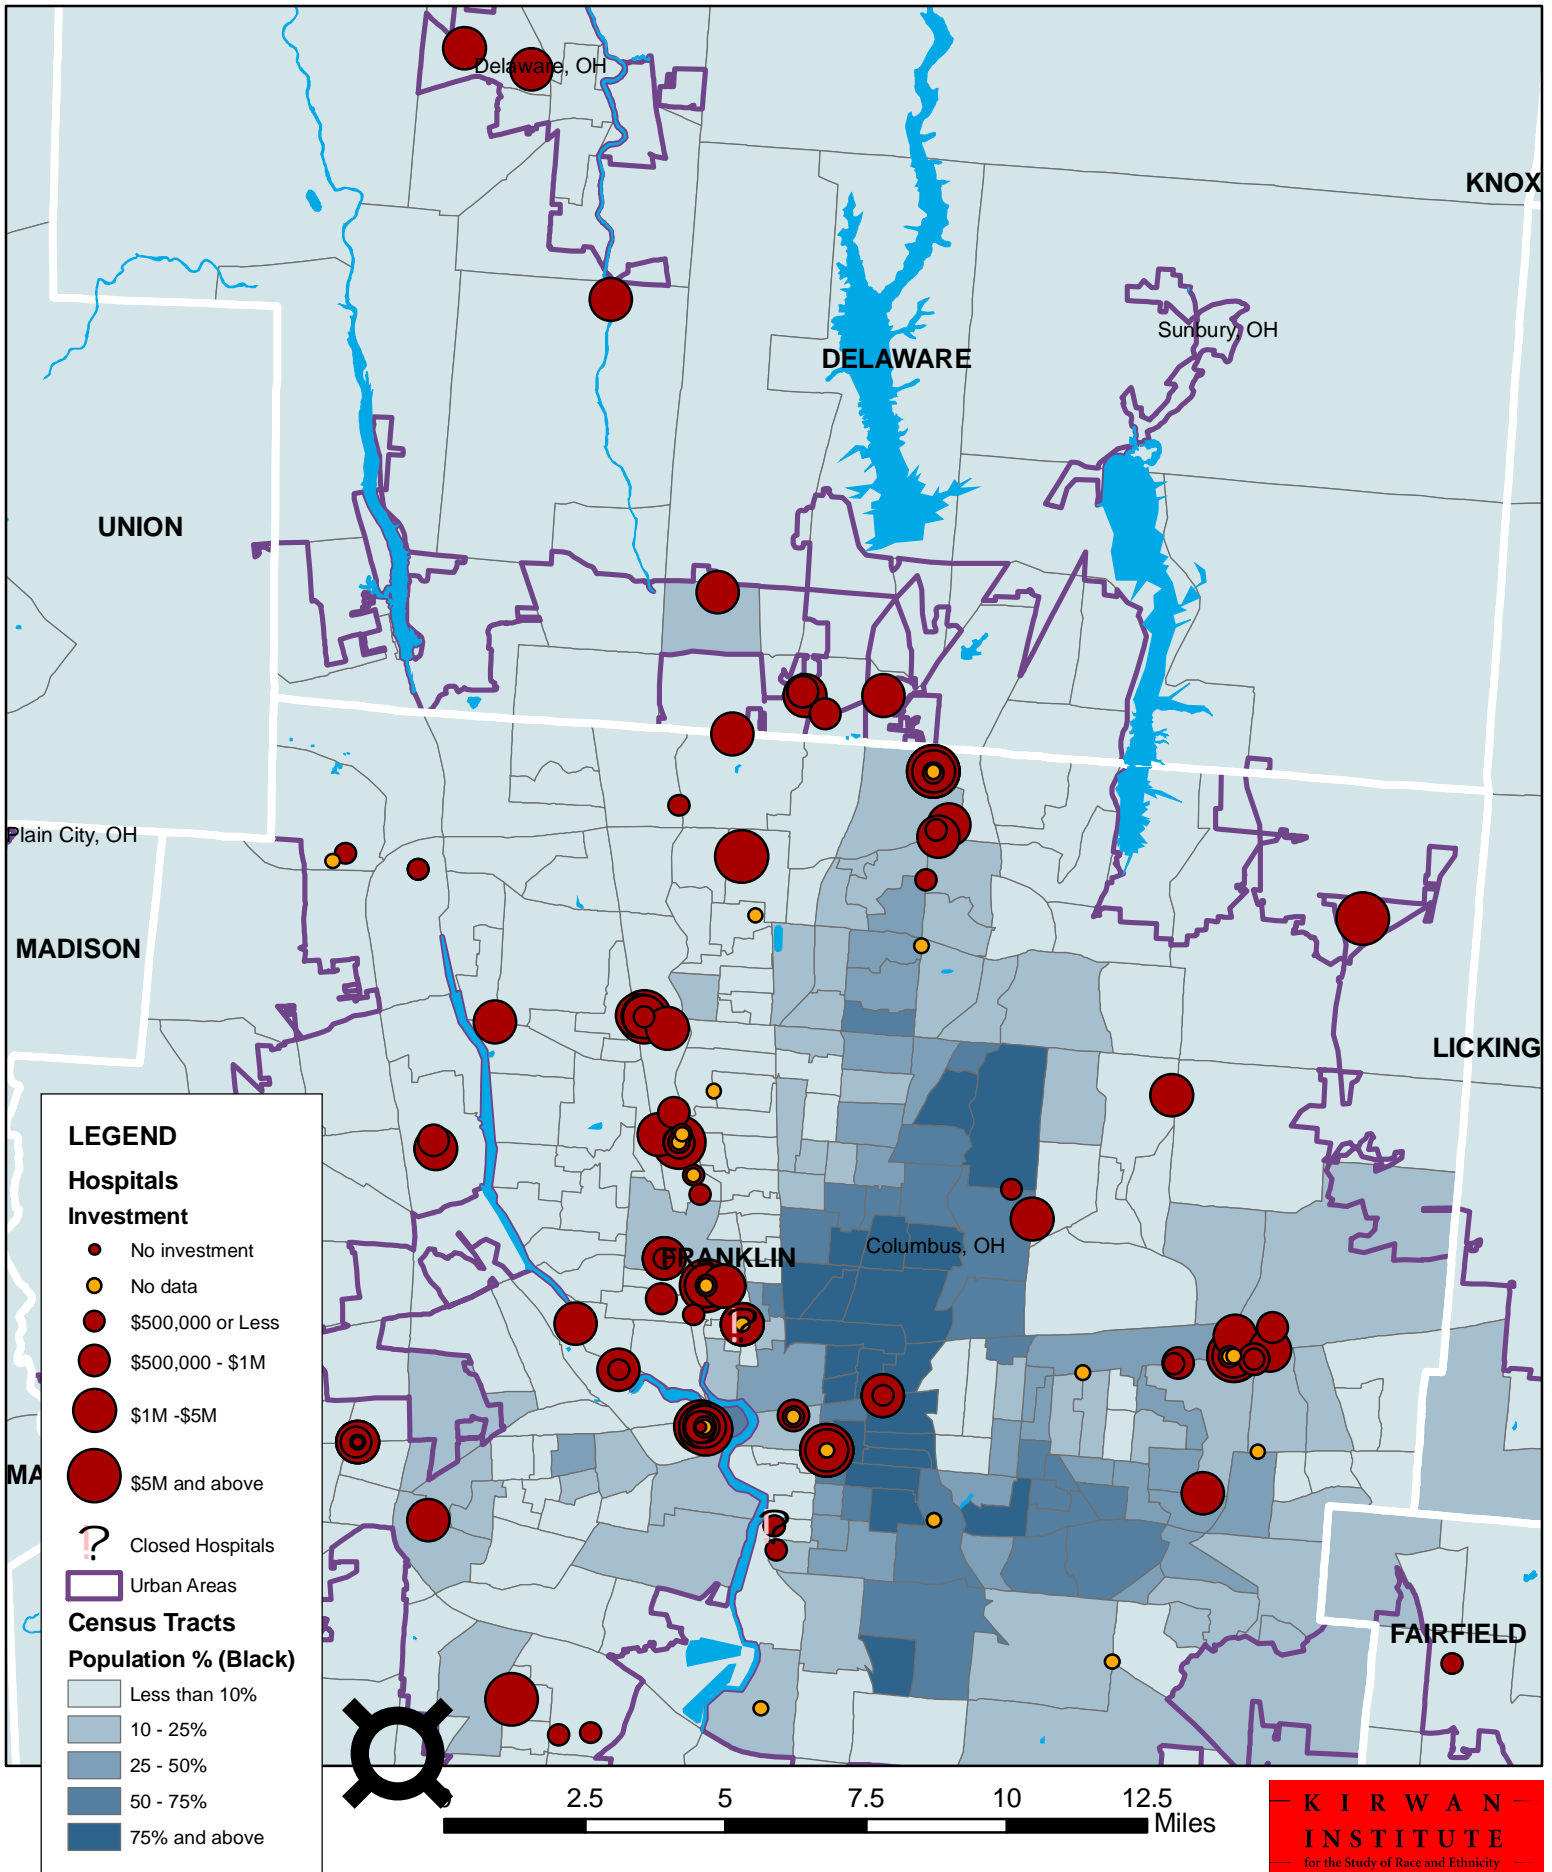 Delaware, OH
KNOX
Sunbury, OH
DELAWARE
UNION
Plain City, OH
MADISON
LICKING
Columbus, OH
FRANKLIN
MA
FAIRFIELD
LEGEND
Hospitals
Investment
No investment
No data
$500,000 or Less
$500,000 - $1M
$1M -$5M
$5M and above
Closed Hospitals
Urban Areas
Census Tracts
Population % (Black)
Less than 10%
10 - 25%
25 - 50%
50 - 75%
75% and above
2.5 5 7.5 10 12.5
Miles
KIRWAN
INSTITUTE
for the Study of Race and Ethnicity